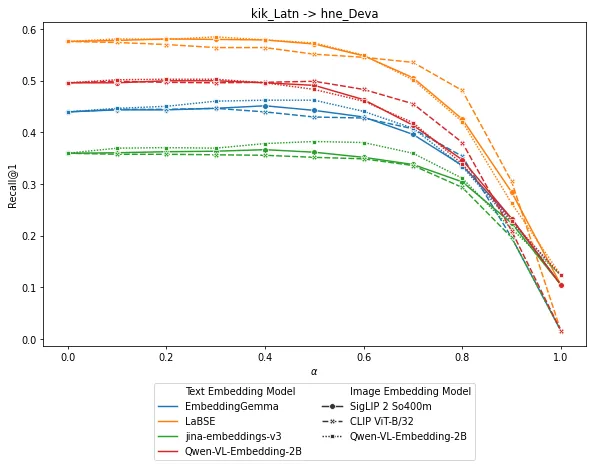 kik_Latn -> hne_Deva
Recall@1
0.6
0.5
0.4
0.3
0.2
0.1
0.0
0.0 0.2 0.4 0.6 0.8 1.0
α
Text Embedding Model
EmbeddingGemma
LaBSE
jina-embeddings-v3
Qwen-VL-Embedding-2B
Image Embedding Model
SigLIP 2 So400m
CLIP ViT-B/32
Qwen-VL-Embedding-2B